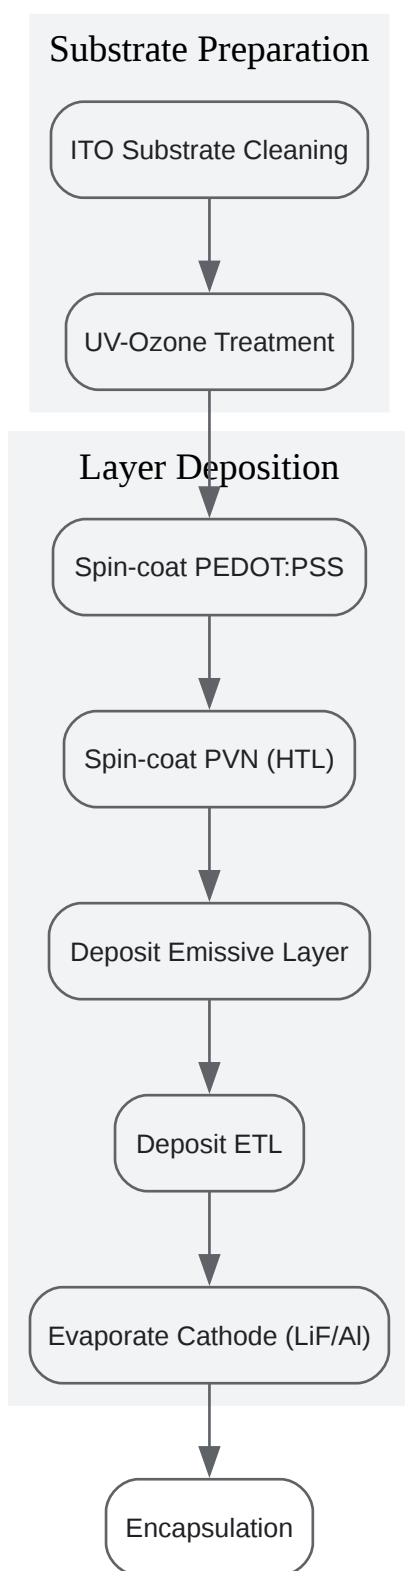 Substrate Preparation
ITO Substrate Cleaning
UV-Ozone Treatment
Layer Deposition
Spin-coat PEDOT:PSS
Spin-coat PVN (HTL)
Deposit Emissive Layer
Deposit ETL
Evaporate Cathode (LiF/Al)
Encapsulation